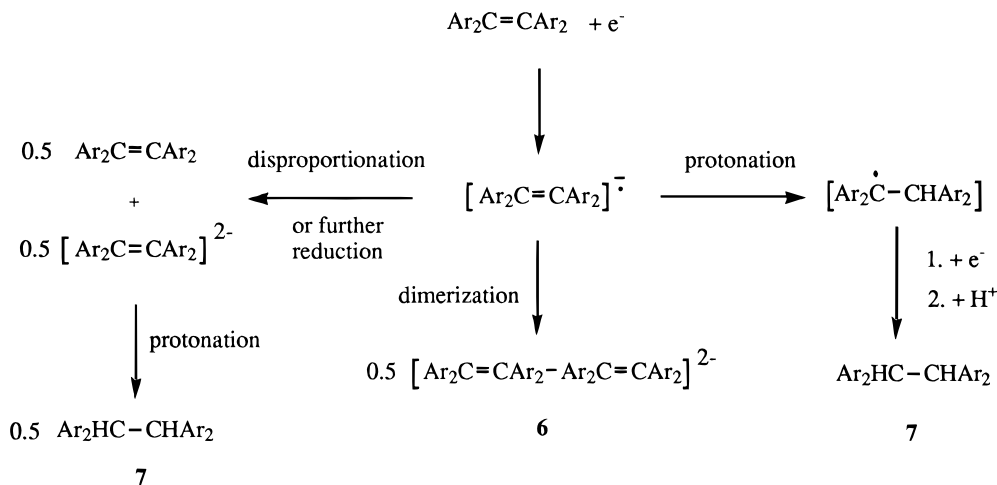 Ar₂C=CAr₂ + e⁻
0.5 Ar₂C=CAr₂
+
0.5 [Ar₂C=CAr₂]²⁻
disproportionation
or further
reduction
[Ar₂C=CAr₂]⁻•
protonation
[Ar₂C•–CHAr₂]
1. + e⁻
2. + H⁺
dimerization
protonation
0.5 [Ar₂C=CAr₂–Ar₂C=CAr₂]²⁻
6
Ar₂HC–CHAr₂
7
0.5 Ar₂HC–CHAr₂
7